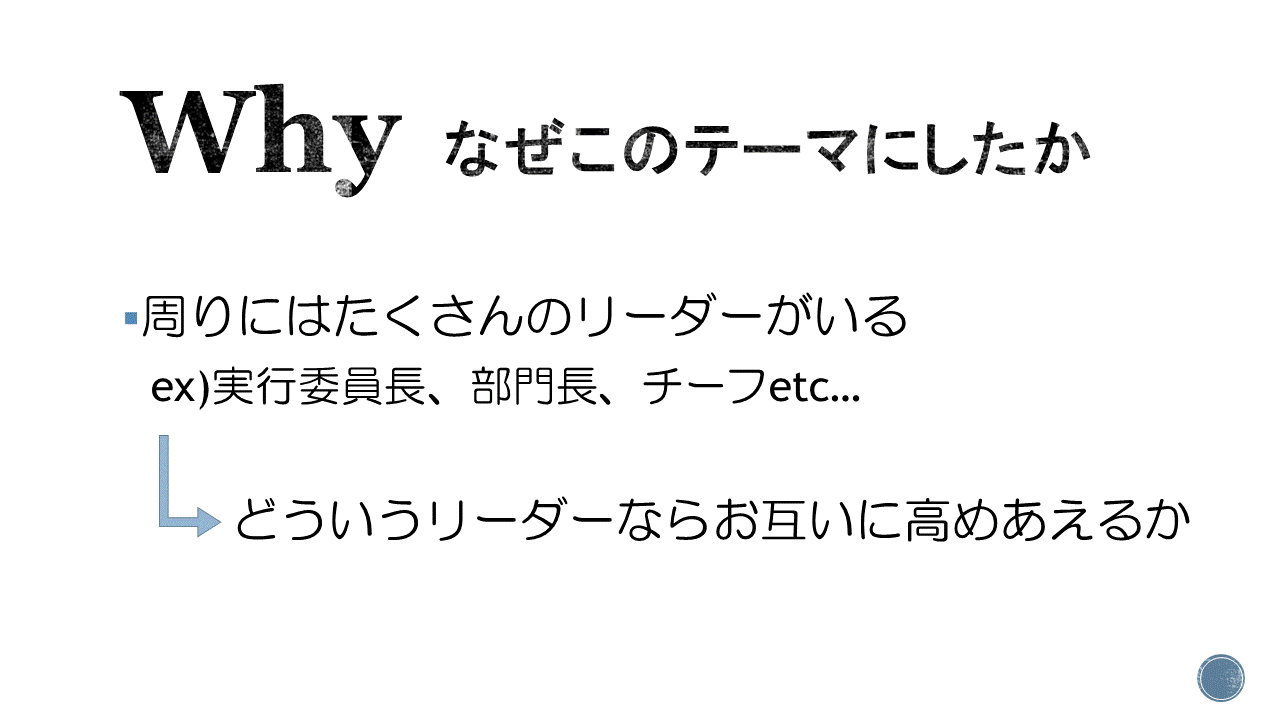 Why なぜこのテーマにしたか
▪周りにはたくさんのリーダーがいる
ex)実行委員長、部門長、チーフetc...
どういうリーダーならお互いに高めあえるか